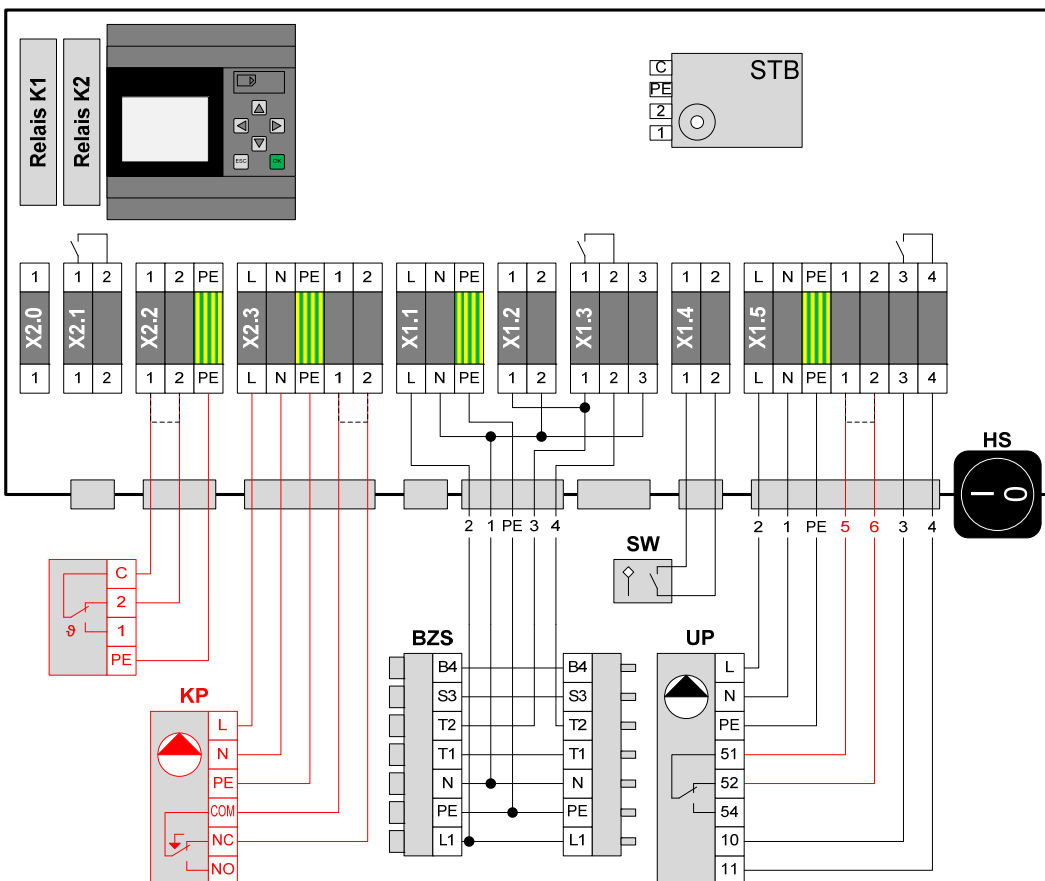 Relais K1
Relais K2
ESC
OK
STB
C
PE
2
1
1 1 2 1 2 PE L N PE 1 2 L N PE 1 2 1 2 3 1 2 L N PE 1 2 3 4
X2.0 X2.1 X2.2 X2.3 X1.1 X1.2 X1.3 X1.4 X1.5
1 1 2 1 2 PE L N PE 1 2 L N PE 1 2 1 2 3 1 2 L N PE 1 2 3 4
HS
I 0
2 1 PE 3 4
2 1 PE 5 6 3 4
SW
C
2
1
PE
ϑ
KP
L
N
PE
COM
NC
NO
BZS
B4 B4
S3 S3
T2 T2
T1 T1
N N
PE PE
L1 L1
UP
L
N
PE
51
52
54
10
11